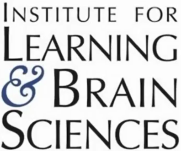 INSTITUTE FOR
LEARNING
& BRAIN
SCIENCES